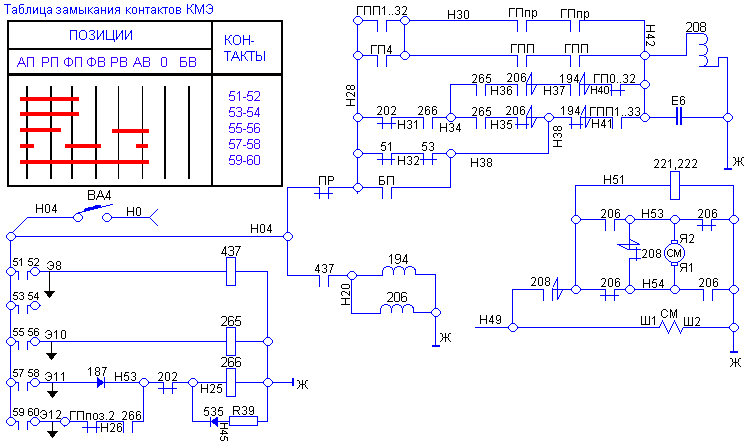 Таблица замыкания контактов КМЭ
ПОЗИЦИИ
КОН-
ТАКТЫ
АП РП ФП ФВ РВ АВ 0 БВ
51-52
53-54
55-56
57-58
59-60
ГПП1..32
Н30
ГПпр
ГПпр
Н42
208
ГП4
ГПП
ГПП
Н28
265
Н36
206
Н37
194
Н40
ГП0..32
202
Н31
266
Н34
265
Н35
206
Н38
194
Н41
ГПП1..33
Е6
51
Н32
53
Н38
Ж
ПР
БП
ВА4
Н04
Н0
Н04
437
Н20
194
206
Ж
Н51
221,222
206
Н53
206
208
СМ
Я2
Я1
208
206
Н54
206
Н49
Ш1
СМ
Ш2
Ж
51 52 Э8
437
53 54
55 56 Э10
265
57 58 Э11
187
Н53
202
Н25
266
Ж
59 60 Э12
ГПпоз.2
Н26
266
535
Н45
R39